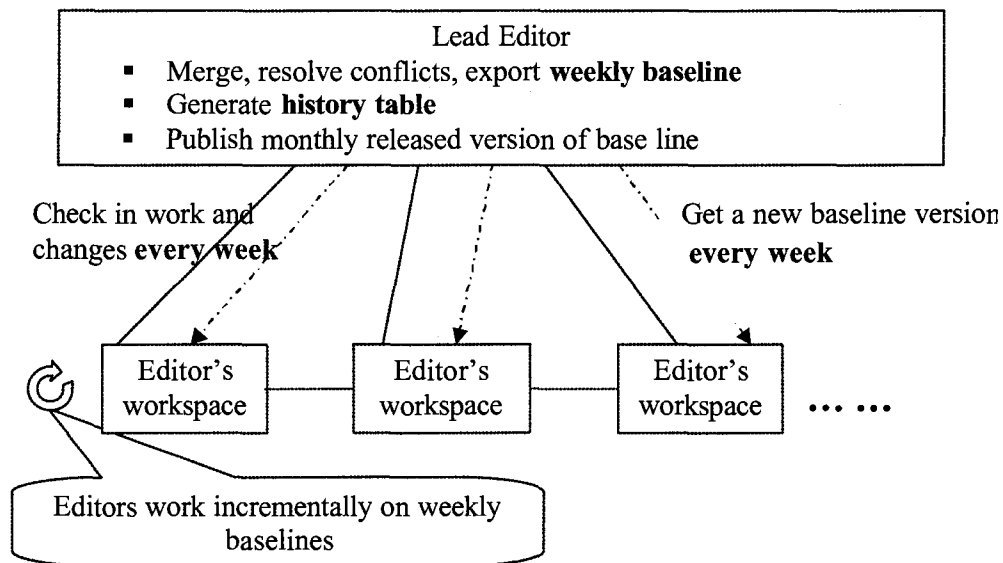 Lead Editor
▪ Merge, resolve conflicts, export weekly baseline
▪ Generate history table
▪ Publish monthly released version of base line
Check in work and
changes every week
Get a new baseline version
every week
Editor's
workspace
Editor's
workspace
Editor's
workspace
... ...
Editors work incrementally on weekly
baselines